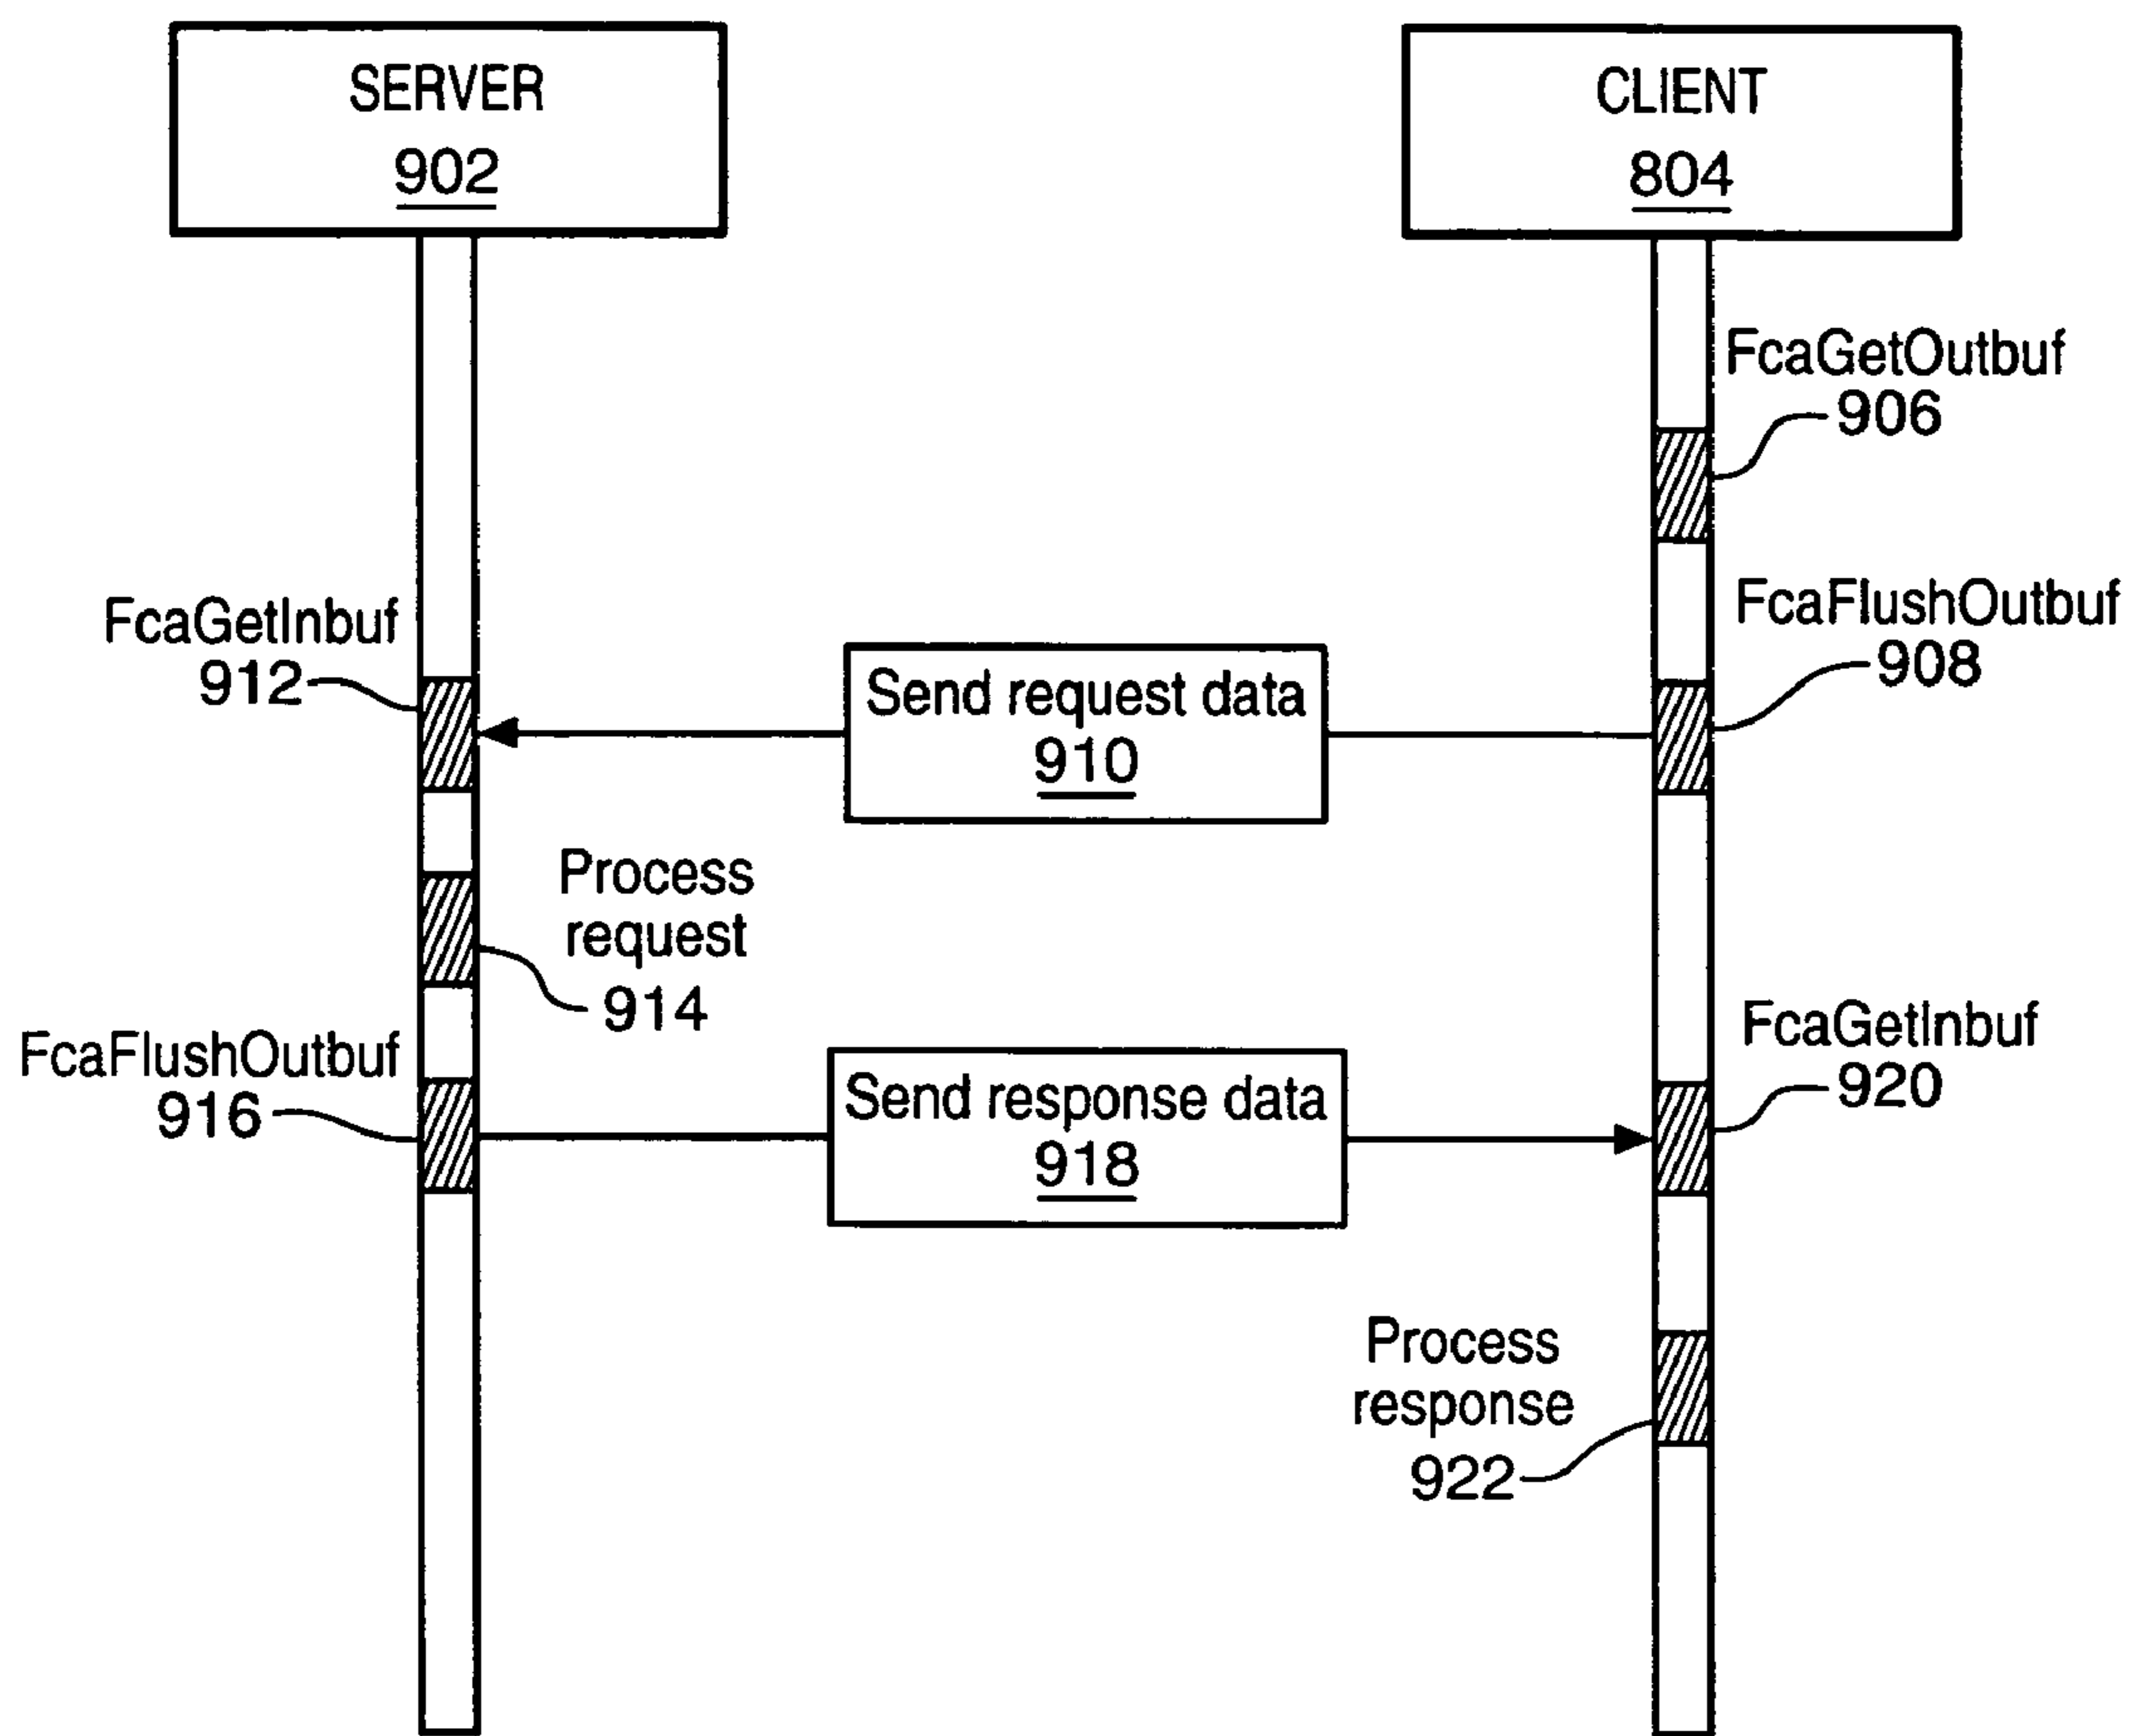 SERVER
902
CLIENT
804
FcaGetOutbuf
906
FcaFlushOutbuf
908
FcaGetInbuf
912
Send request data
910
Process
request
914
FcaFlushOutbuf
916
Send response data
918
FcaGetInbuf
920
Process
response
922